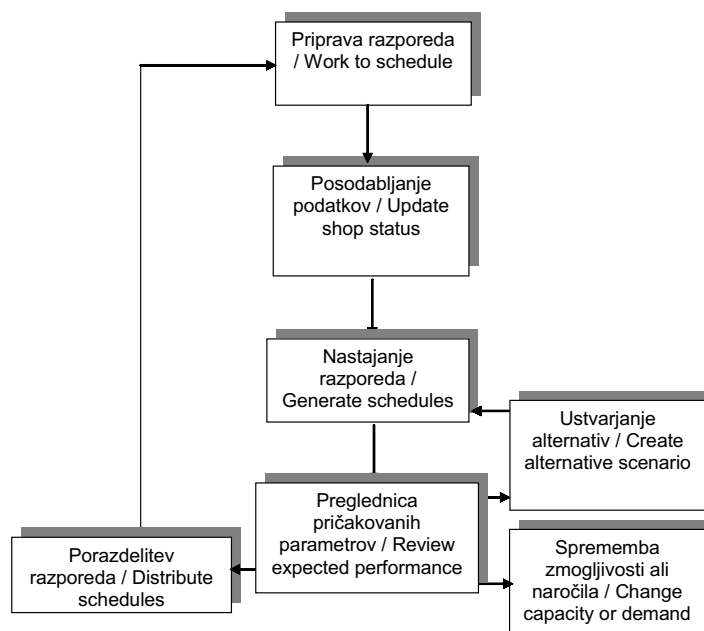 Priprava razporeda
/ Work to schedule
Posodabljanje
podatkov / Update
shop status
Nastajanje
razporeda /
Generate schedules
Ustvarjanje
alternativ / Create
alternative scenario
Preglednica
pričakovanih
parametrov / Review
expected performance
Porazdelitev
razporeda / Distribute
schedules
Sprememba
zmogljivosti ali
naročila / Change
capacity or demand